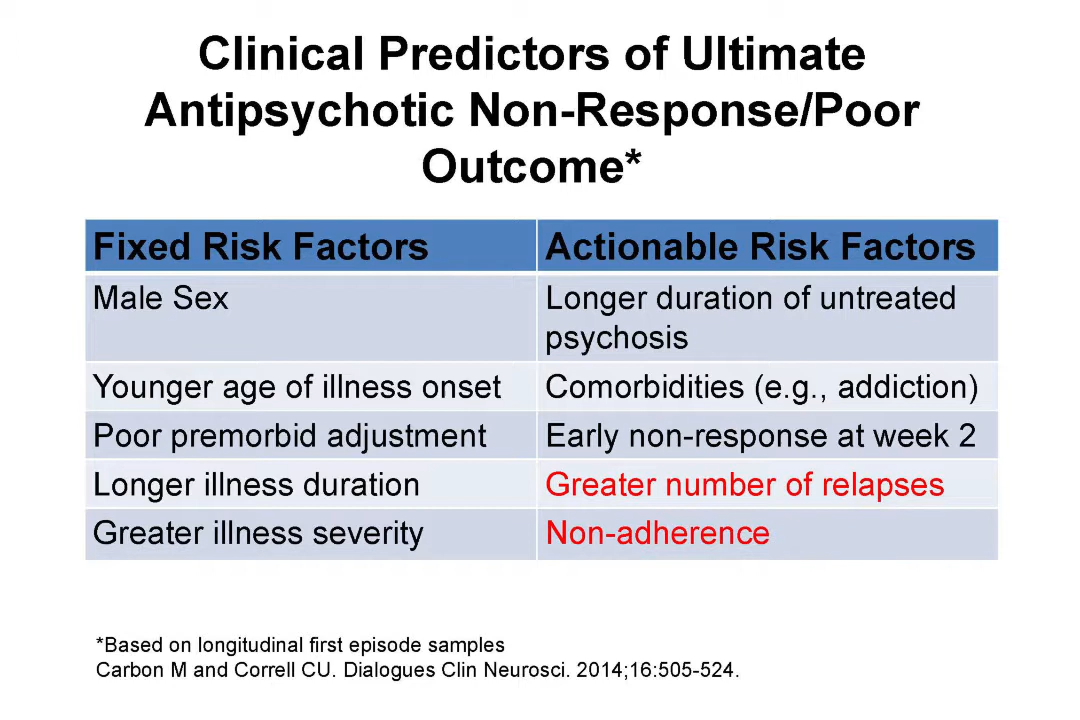 Clinical Predictors of Ultimate
Antipsychotic Non-Response/Poor
Outcome*
Fixed Risk Factors
Actionable Risk Factors
Male Sex
Longer duration of untreated
psychosis
Younger age of illness onset
Comorbidities (e.g., addiction)
Poor premorbid adjustment
Early non-response at week 2
Longer illness duration
Greater number of relapses
Greater illness severity
Non-adherence
*Based on longitudinal first episode samples
Carbon M and Correll CU. Dialogues Clin Neurosci. 2014;16:505-524.